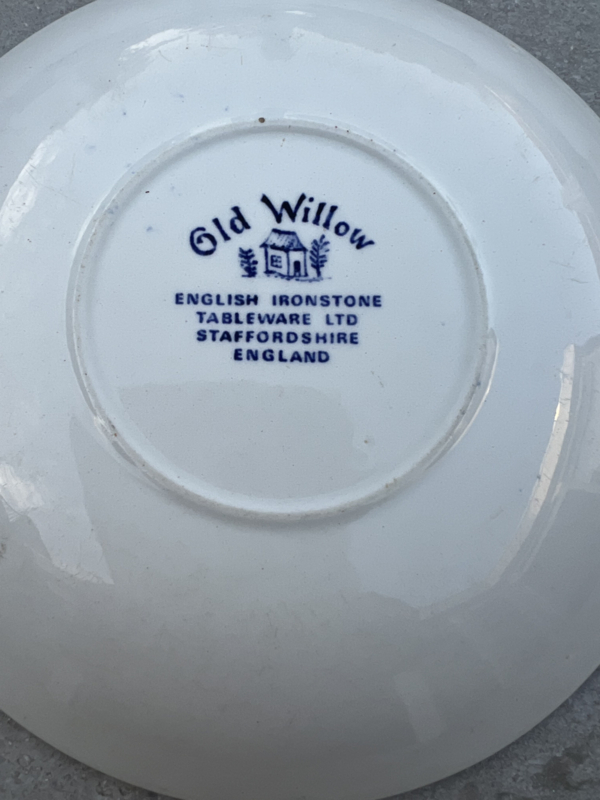 Old Willow
ENGLISH IRONSTONE
TABLEWARE LTD
STAFFORDSHIRE
ENGLAND